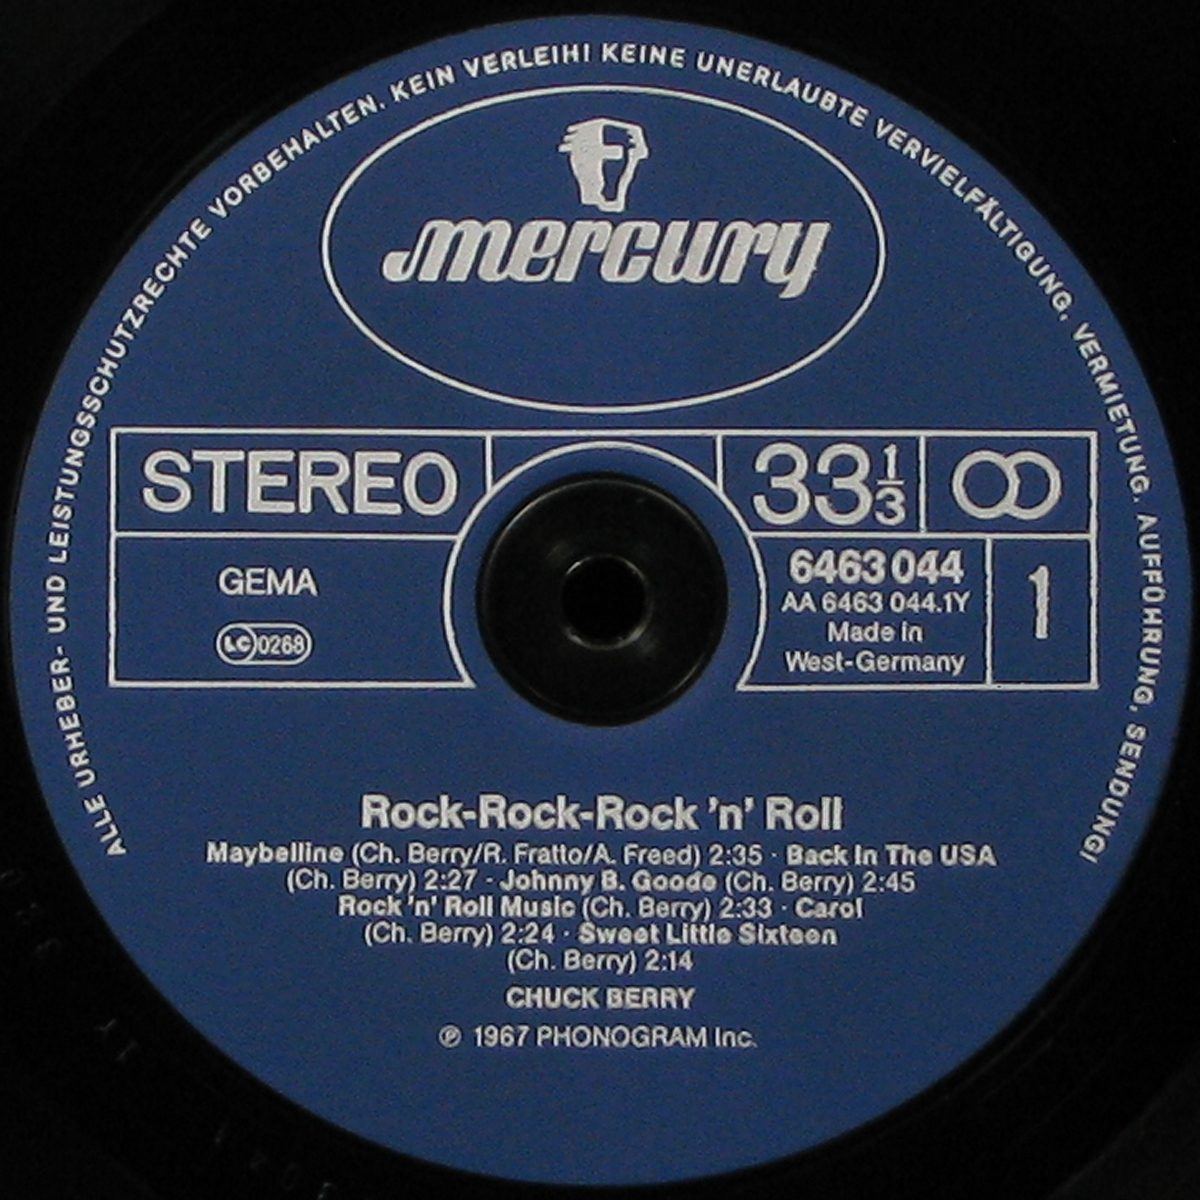 ALLE URHEBER- UND LEISTUNGSSCHUTZRECHTE VORBEHALTEN. KEIN VERLEIH! KEINE UNERLAUBTE VERVIELFÄLTIGUNG, VERMIETUNG, AUFFÜHRUNG, SENDUNG!
mercury
STEREO
33 1/3
GEMA
LC 0268
6463 044
AA 6463 044.1Y
Made in
West-Germany
1
Rock-Rock-Rock 'n' Roll
Maybelline (Ch. Berry/R. Fratto/A. Freed) 2:35 · Back In The USA
(Ch. Berry) 2:27 · Johnny B. Goode (Ch. Berry) 2:45
Rock 'n' Roll Music (Ch. Berry) 2:33 · Carol
(Ch. Berry) 2:24 · Sweet Little Sixteen
(Ch. Berry) 2:14
CHUCK BERRY
℗ 1967 PHONOGRAM Inc.